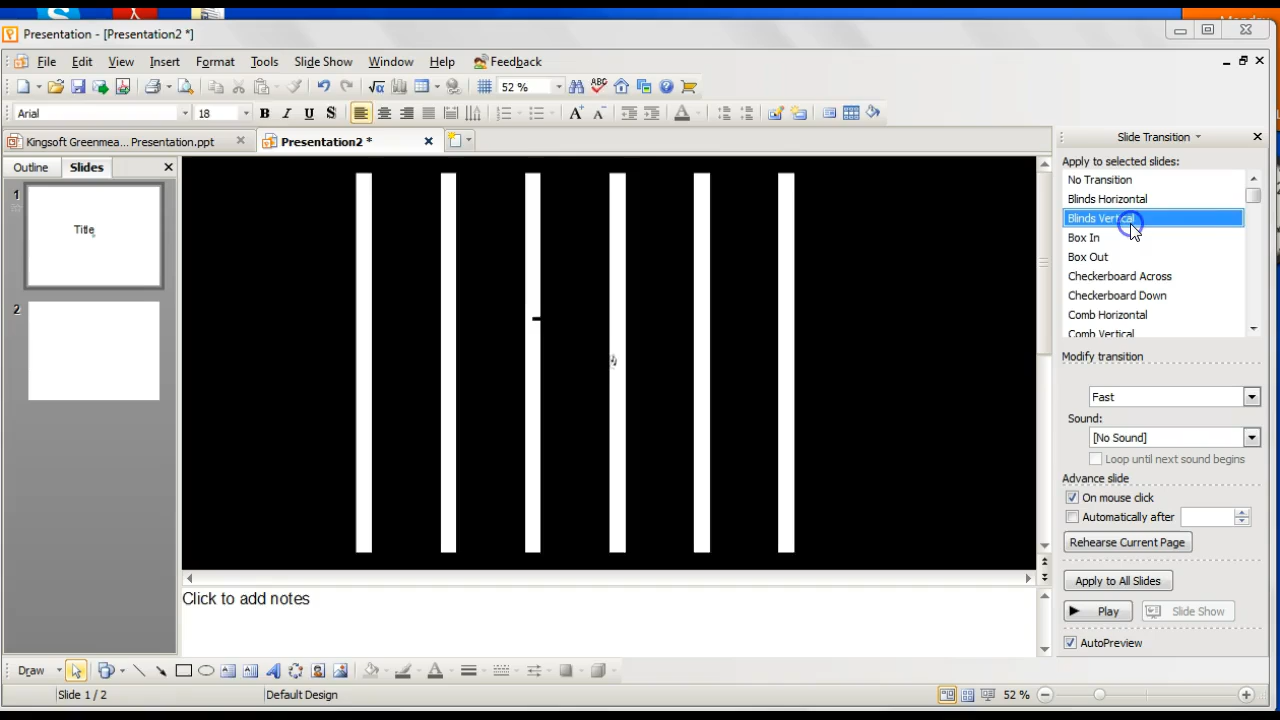 Monday
Presentation - [Presentation2 *]
File Edit View Insert Format Tools Slide Show Window Help Feedback
52 %
Arial 18 B I U S
Kingsoft Greenmea... Presentation.ppt Presentation2 *
Slide Transition
Outline Slides
Apply to selected slides:
No Transition
Blinds Horizontal
Blinds Vertical
Box In
Box Out
Checkerboard Across
Checkerboard Down
Comb Horizontal
Comb Vertical
1
Title
2
Modify transition
Fast
Sound:
[No Sound]
Loop until next sound begins
Advance slide
On mouse click
Automatically after
Rehearse Current Page
Apply to All Slides
Play Slide Show
AutoPreview
Click to add notes
Draw
Slide 1 / 2 Default Design 52 %